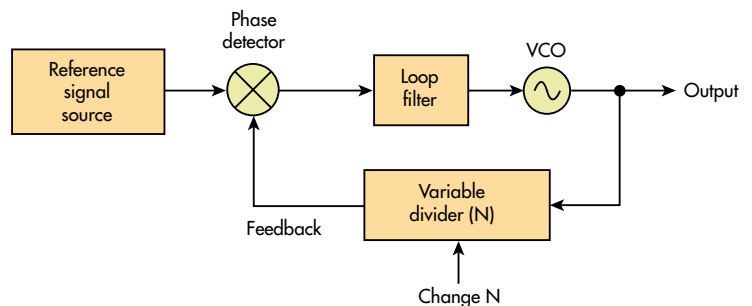 Phase
detector
VCO
Reference
signal
source
Loop
filter
Output
Variable
divider (N)
Feedback
Change N